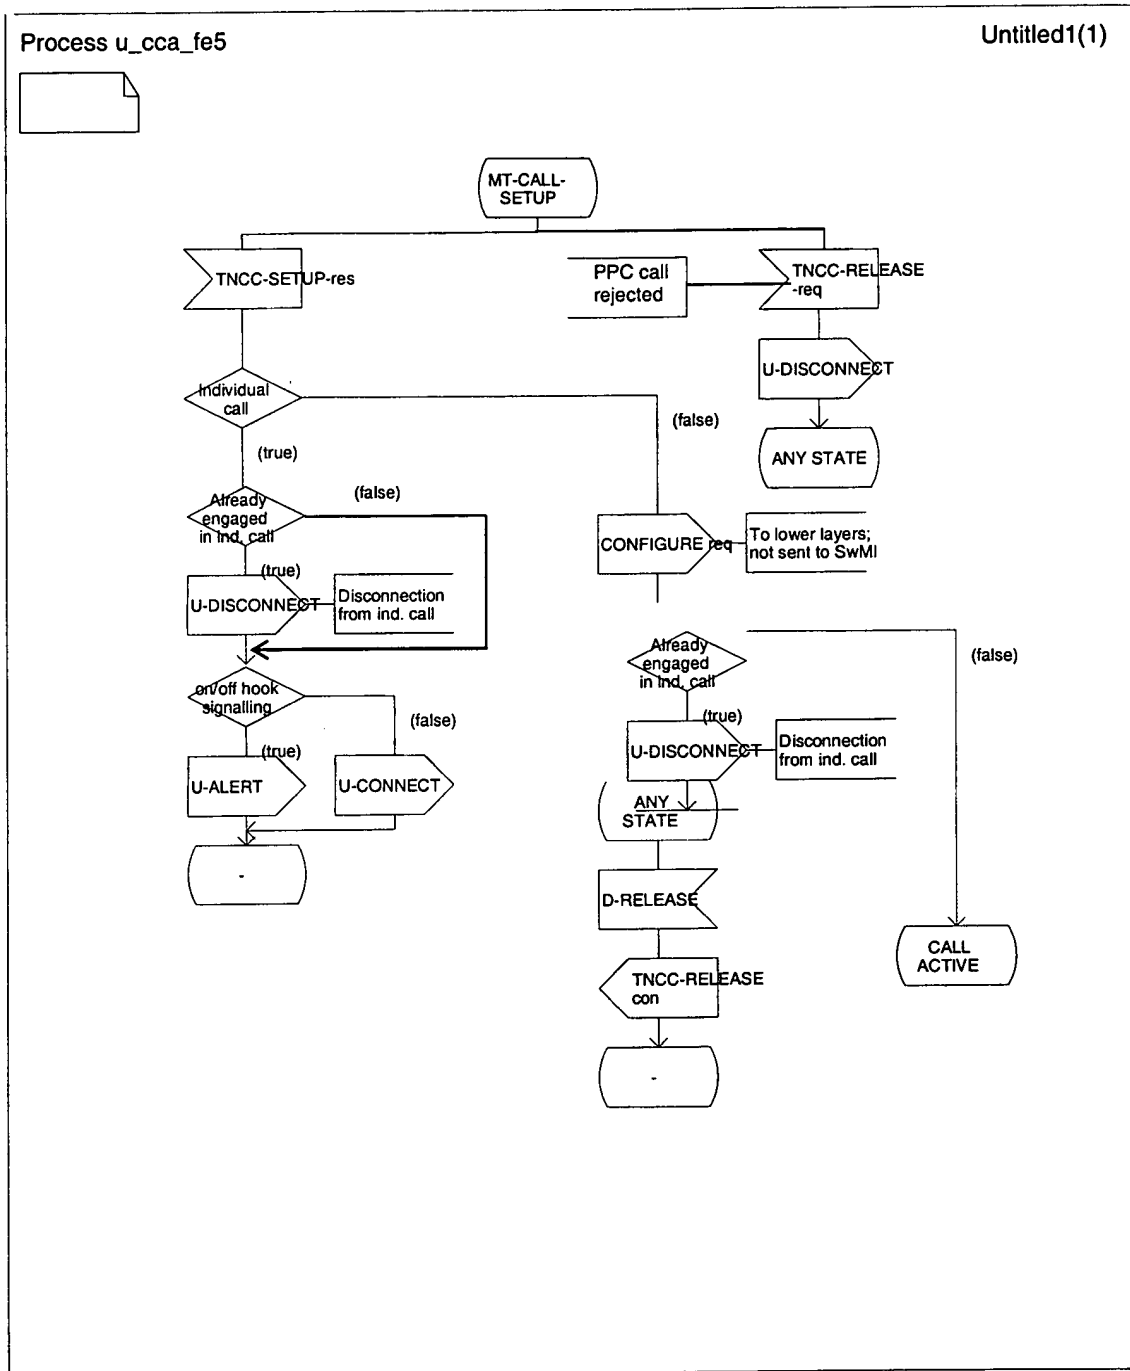 Process u_cca_fe5
Untitled1(1)
MT-CALL-
SETUP
TNCC-SETUP-res
PPC call
rejected
TNCC-RELEASE
-req
U-DISCONNECT
ANY STATE
Individual
call
(false)
(true)
Already
engaged
in Ind. call
(false)
(true)
CONFIGURE req
To lower layers;
not sent to SwMI
U-DISCONNECT
Disconnection
from ind. call
Already
engaged
in Ind. call
(false)
(true)
on/off hook
signalling
(false)
(true)
U-DISCONNECT
Disconnection
from ind. call
U-ALERT
U-CONNECT
ANY
STATE
-
D-RELEASE
CALL
ACTIVE
TNCC-RELEASE
con
-